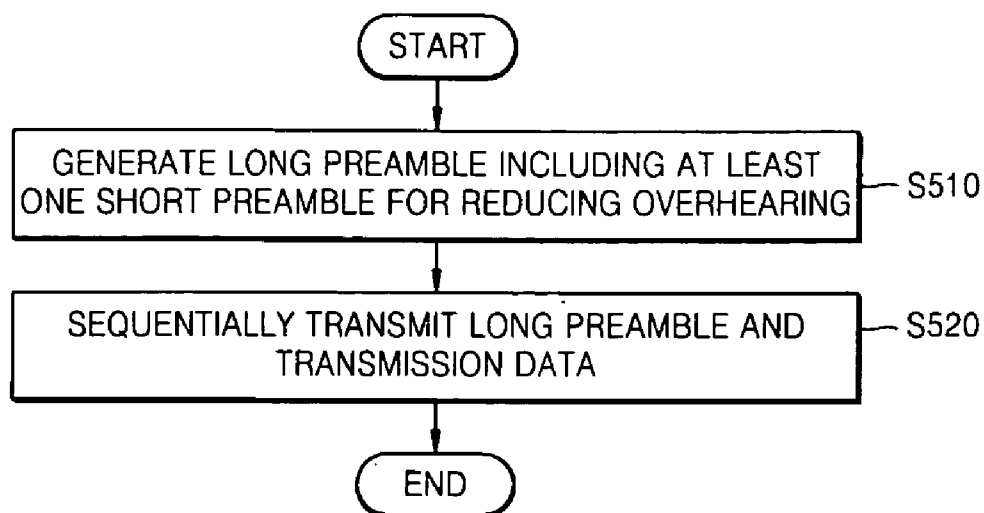 START
GENERATE LONG PREAMBLE INCLUDING AT LEAST
ONE SHORT PREAMBLE FOR REDUCING OVERHEARING
S510
SEQUENTIALLY TRANSMIT LONG PREAMBLE AND
TRANSMISSION DATA
S520
END